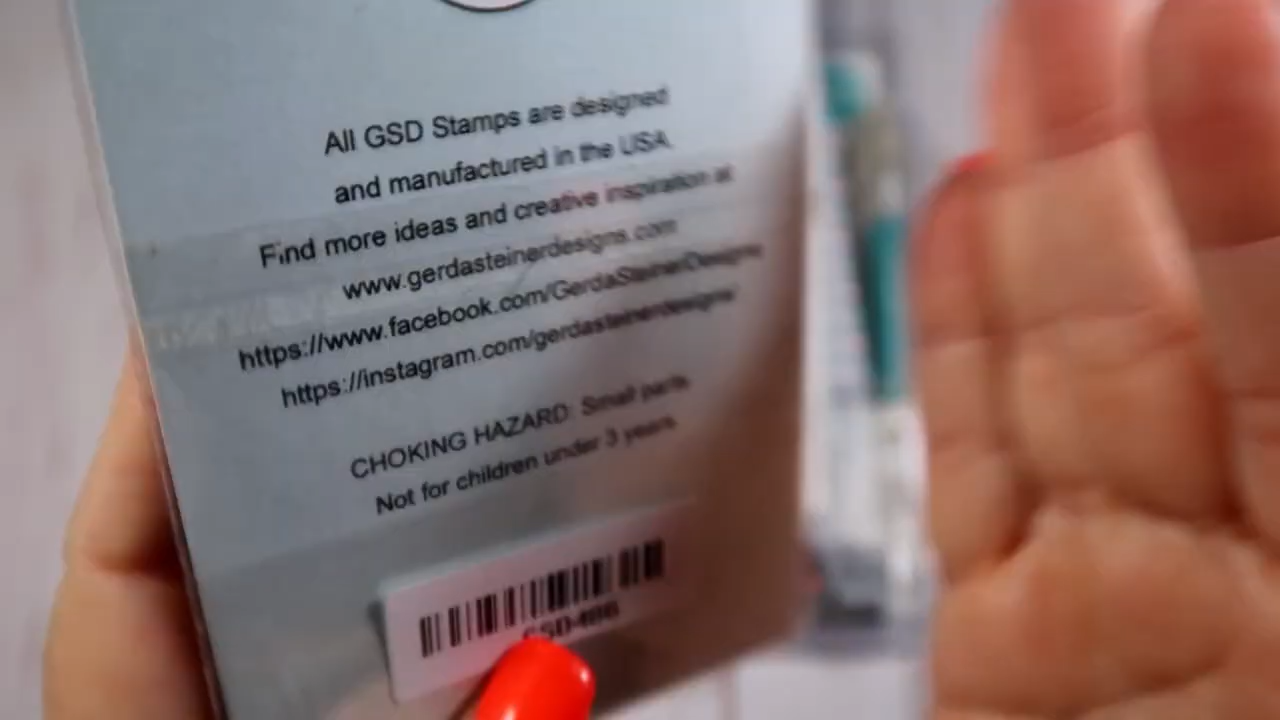 All GSD Stamps are designed
and manufactured in the USA.
Find more ideas and creative inspiration at
www.gerdasteinerdesigns.com
https://www.facebook.com/GerdaSteinerDesigns
https://instagram.com/gerdasteinerdesigns/
CHOKING HAZARD: Small parts.
Not for children under 3 years.